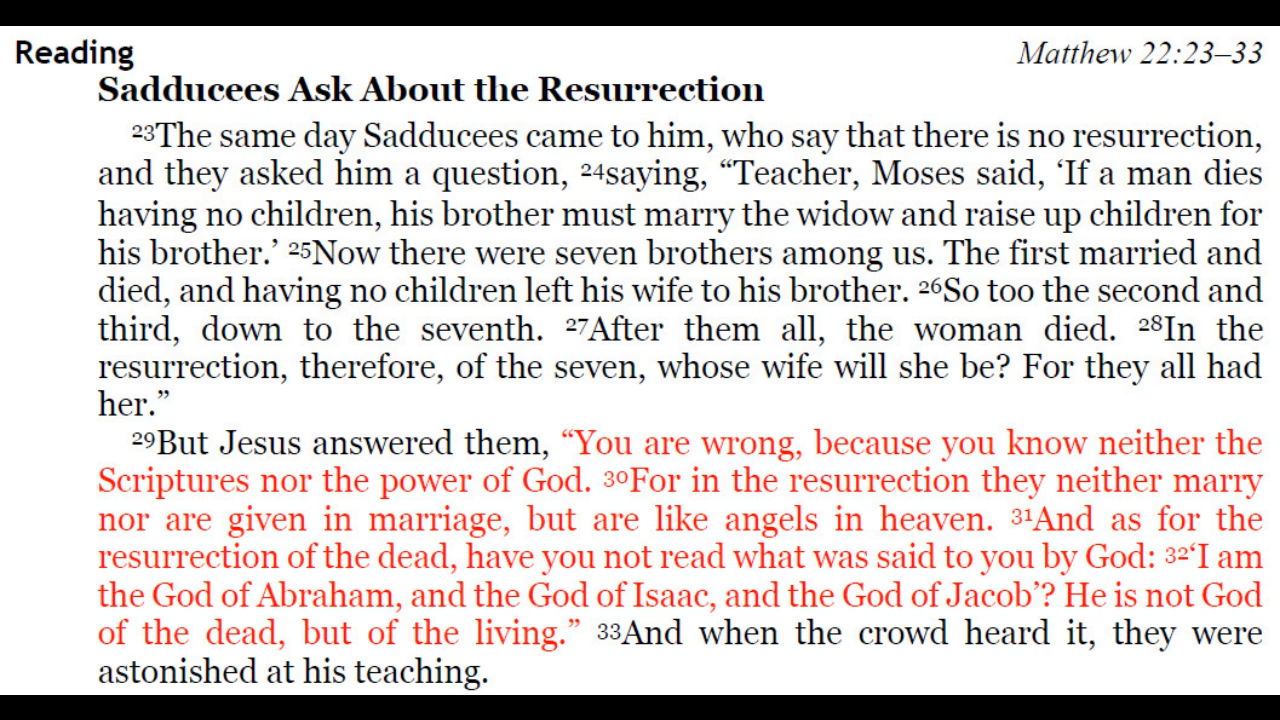 Reading Matthew 22:23–33
Sadducees Ask About the Resurrection
23The same day Sadducees came to him, who say that there is no resurrection,
and they asked him a question, 24saying, “Teacher, Moses said, ‘If a man dies
having no children, his brother must marry the widow and raise up children for
his brother.’ 25Now there were seven brothers among us. The first married and
died, and having no children left his wife to his brother. 26So too the second and
third, down to the seventh. 27After them all, the woman died. 28In the
resurrection, therefore, of the seven, whose wife will she be? For they all had
her.”
29But Jesus answered them, “You are wrong, because you know neither the
Scriptures nor the power of God. 30For in the resurrection they neither marry
nor are given in marriage, but are like angels in heaven. 31And as for the
resurrection of the dead, have you not read what was said to you by God: 32‘I am
the God of Abraham, and the God of Isaac, and the God of Jacob’? He is not God
of the dead, but of the living.” 33And when the crowd heard it, they were
astonished at his teaching.